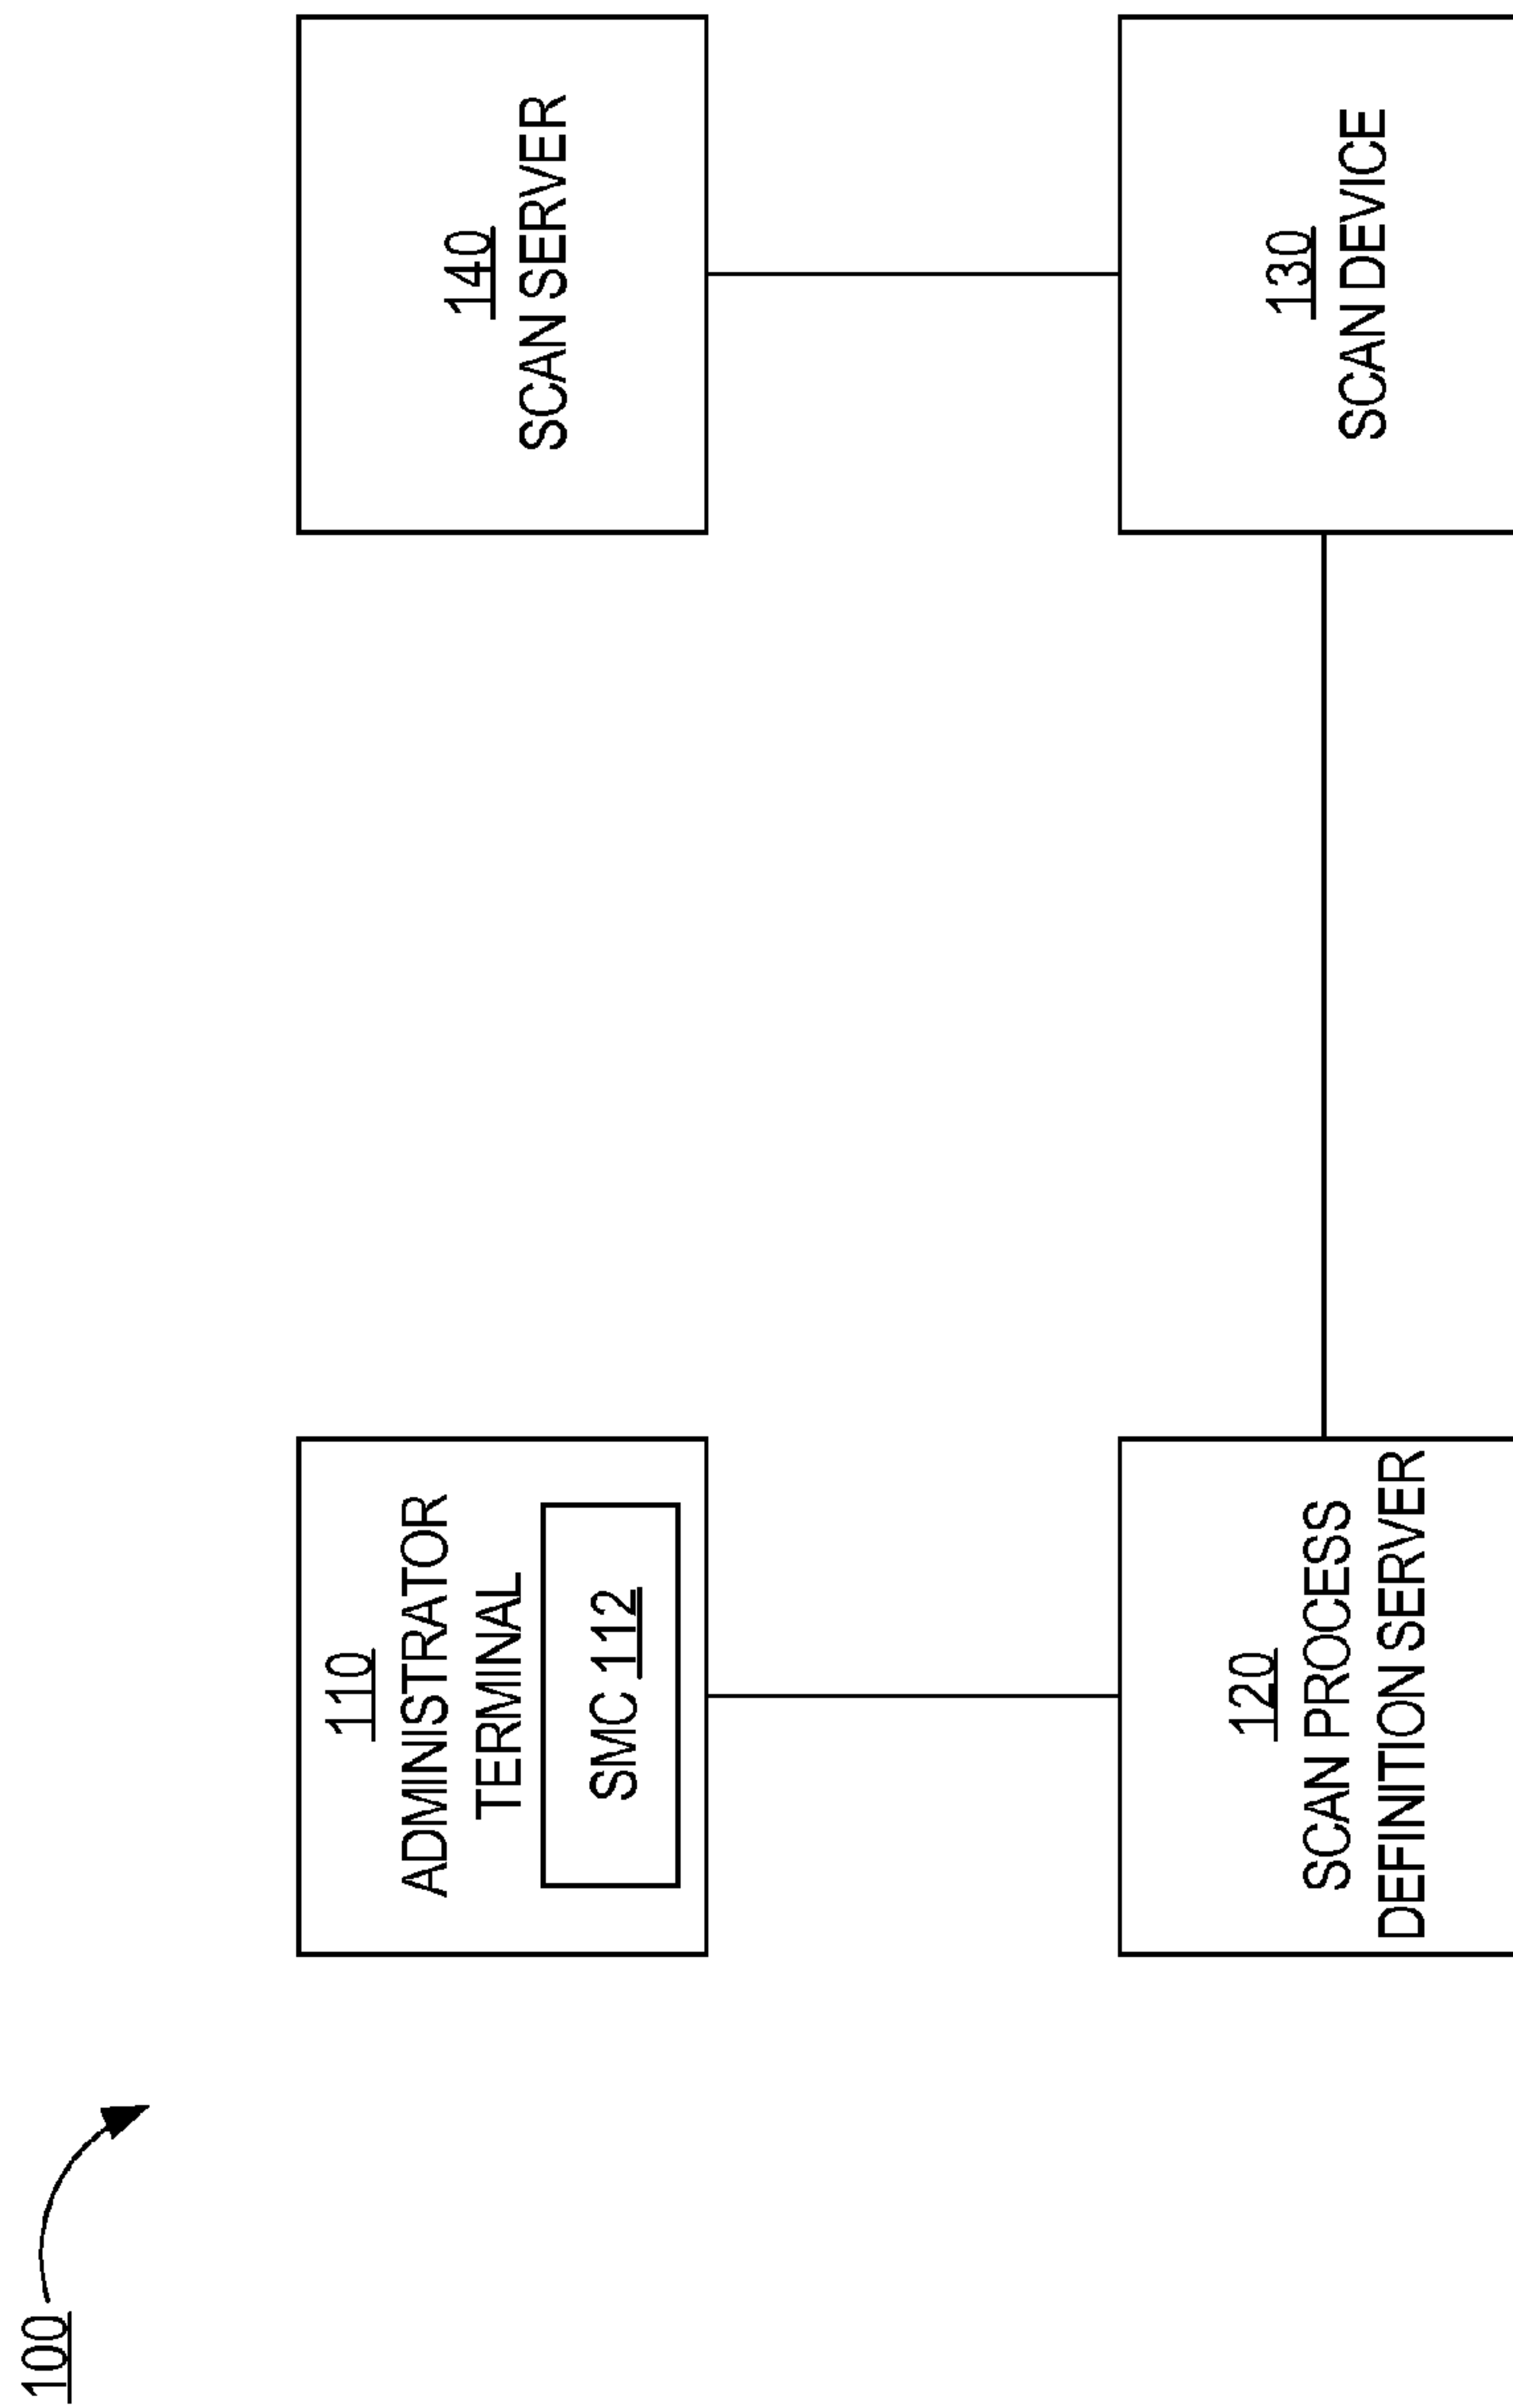 100
110
ADMINISTRATOR
TERMINAL
SMC 112
140
SCAN SERVER
120
SCAN PROCESS
DEFINITION SERVER
130
SCAN DEVICE